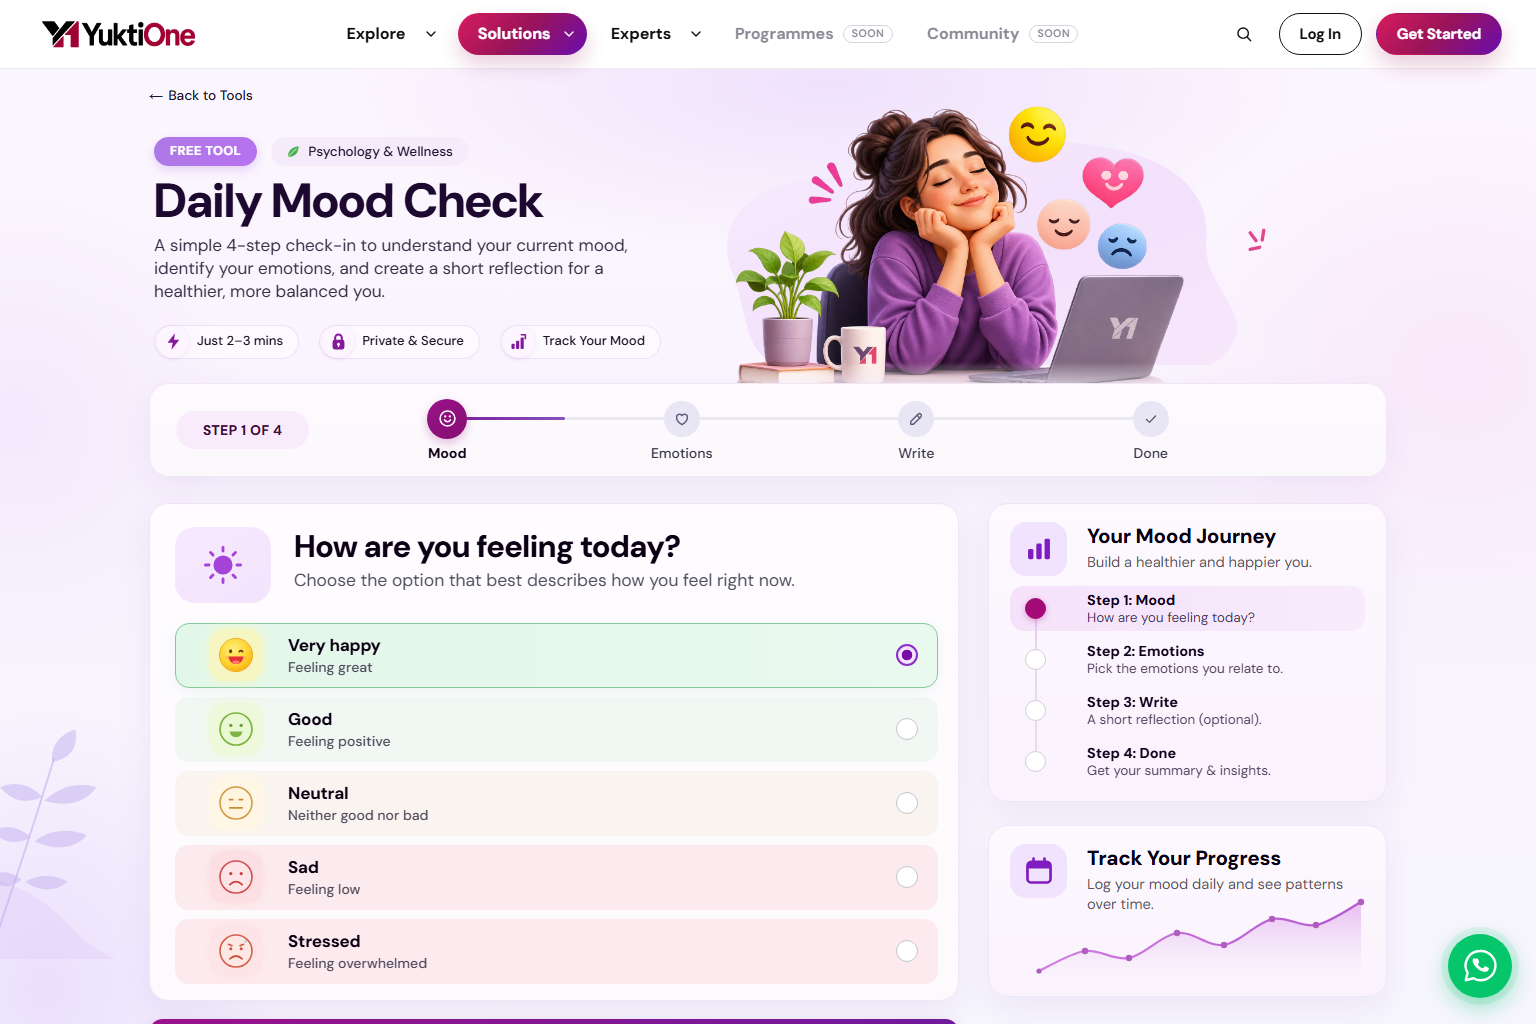 YuktiOne
Explore
Solutions
Experts
Programmes SOON
Community SOON
Log In
Get Started
← Back to Tools
FREE TOOL
Psychology & Wellness
Daily Mood Check
A simple 4-step check-in to understand your current mood,
identify your emotions, and create a short reflection for a
healthier, more balanced you.
Just 2–3 mins
Private & Secure
Track Your Mood
STEP 1 OF 4
Mood
Emotions
Write
Done
How are you feeling today?
Choose the option that best describes how you feel right now.
Very happy
Feeling great
Good
Feeling positive
Neutral
Neither good nor bad
Sad
Feeling low
Stressed
Feeling overwhelmed
Your Mood Journey
Build a healthier and happier you.
Step 1: Mood
How are you feeling today?
Step 2: Emotions
Pick the emotions you relate to.
Step 3: Write
A short reflection (optional).
Step 4: Done
Get your summary & insights.
Track Your Progress
Log your mood daily and see patterns
over time.